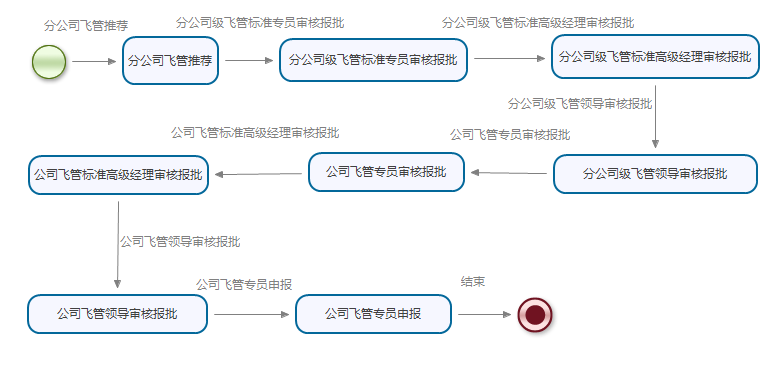 分公司飞管推荐
分公司级飞管标准专员审核报批
分公司级飞管标准高级经理审核报批
分公司飞管推荐
分公司级飞管标准专员审核报批
分公司级飞管标准高级经理审核报批
分公司级飞管领导审核报批
公司飞管标准高级经理审核报批
公司飞管专员审核报批
公司飞管标准高级经理审核报批
公司飞管专员审核报批
分公司级飞管领导审核报批
公司飞管领导审核报批
公司飞管专员申报
结束
公司飞管领导审核报批
公司飞管专员申报